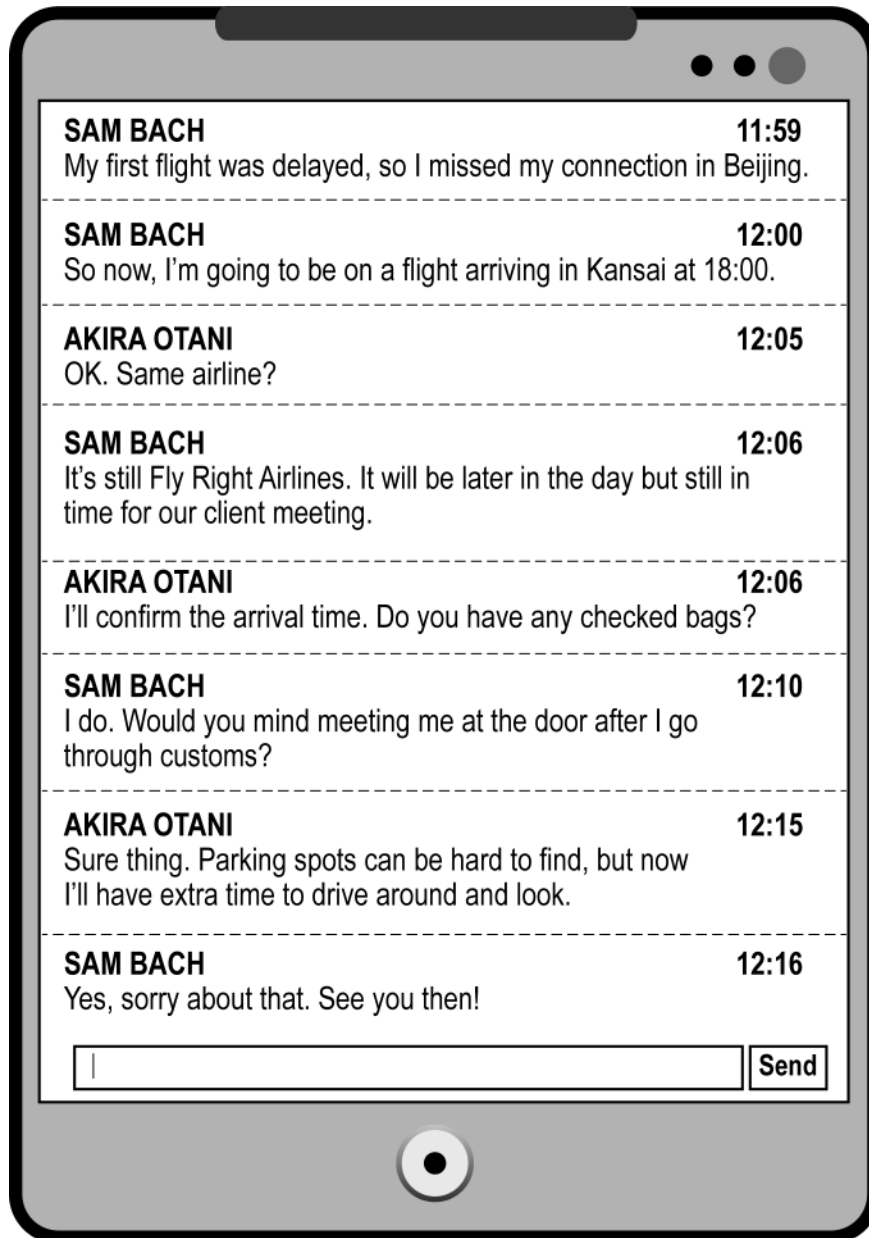 SAM BACH 11:59
My first flight was delayed, so I missed my connection in Beijing.
SAM BACH 12:00
So now, I'm going to be on a flight arriving in Kansai at 18:00.
AKIRA OTANI 12:05
OK. Same airline?
SAM BACH 12:06
It's still Fly Right Airlines. It will be later in the day but still in
time for our client meeting.
AKIRA OTANI 12:06
I'll confirm the arrival time. Do you have any checked bags?
SAM BACH 12:10
I do. Would you mind meeting me at the door after I go
through customs?
AKIRA OTANI 12:15
Sure thing. Parking spots can be hard to find, but now
I'll have extra time to drive around and look.
SAM BACH 12:16
Yes, sorry about that. See you then!
Send